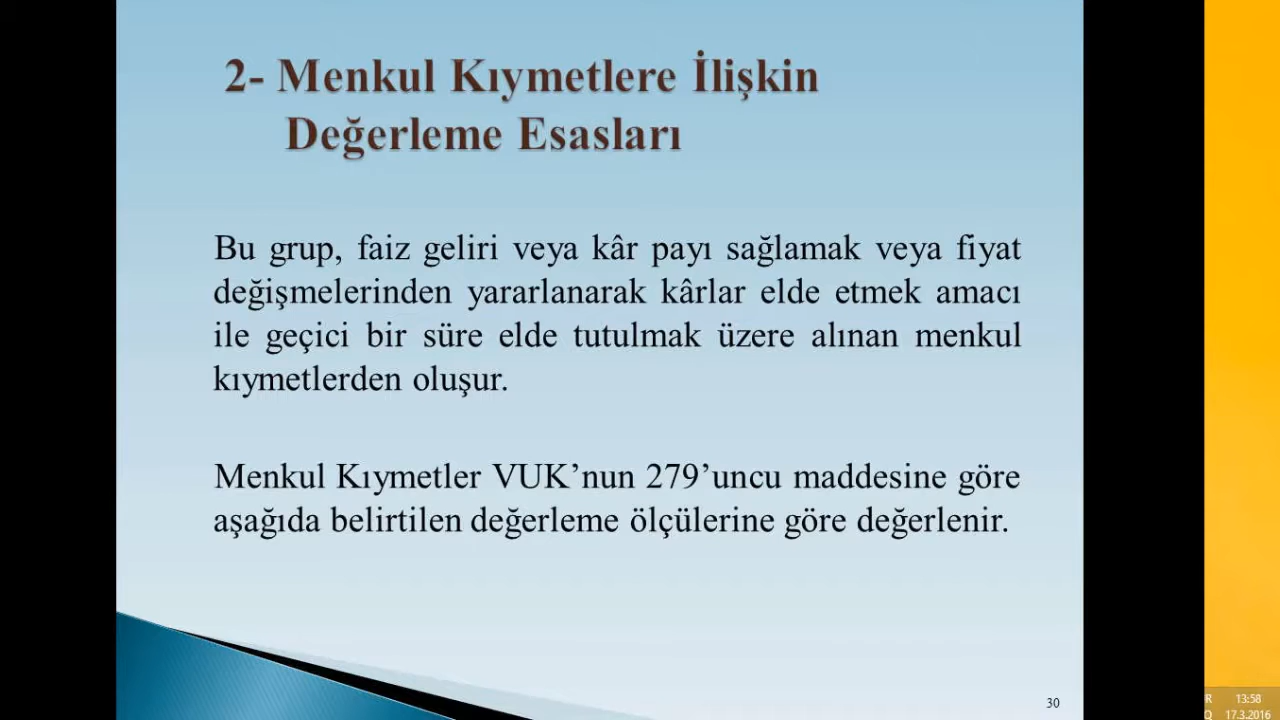 2- Menkul Kıymetlere İlişkin
Değerleme Esasları
Bu grup, faiz geliri veya kâr payı sağlamak veya fiyat
değişmelerinden yararlanarak kârlar elde etmek amacı
ile geçici bir süre elde tutulmak üzere alınan menkul
kıymetlerden oluşur.
Menkul Kıymetler VUK’nun 279’uncu maddesine göre
aşağıda belirtilen değerleme ölçülerine göre değerlenir.
30
R 13:58
Q 17.3.2016